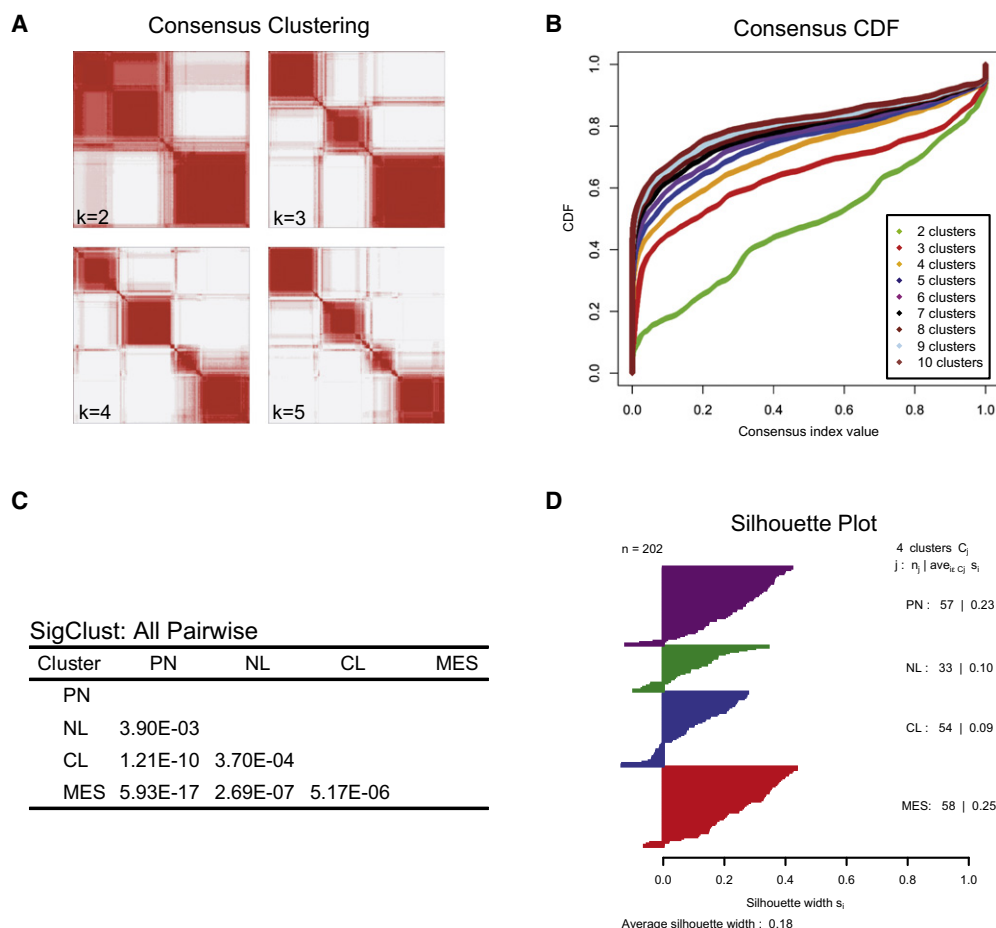 A
Consensus Clustering
k=2
k=3
k=4
k=5
B
Consensus CDF
1.0
0.8
0.6
0.4
0.2
0.0
CDF
2 clusters
3 clusters
4 clusters
5 clusters
6 clusters
7 clusters
8 clusters
9 clusters
10 clusters
0.0 0.2 0.4 0.6 0.8 1.0
Consensus index value
C
SigClust: All Pairwise
Cluster PN NL CL MES
PN
NL 3.90E-03
CL 1.21E-10 3.70E-04
MES 5.93E-17 2.69E-07 5.17E-06
D
Silhouette Plot
n = 202
4 clusters Cj
j : nj | aveiε Cj si
PN : 57 | 0.23
NL : 33 | 0.10
CL : 54 | 0.09
MES: 58 | 0.25
0.0 0.2 0.4 0.6 0.8 1.0
Silhouette width si
Average silhouette width : 0.18